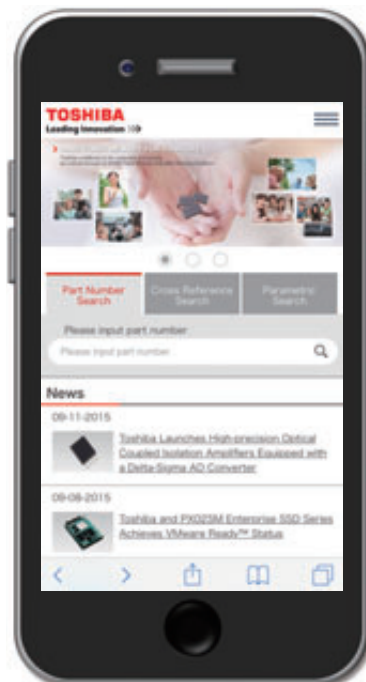 TOSHIBA
Leading Innovation >>>
Part Number
Search
Cross Reference
Search
Parametric
Search
Please input part number
Please input part number
News
09-11-2015
Toshiba Launches High-precision Optical
Coupled Isolation Amplifiers Equipped with
a Delta-Sigma AD Converter
09-08-2015
Toshiba and PX02SM Enterprise SSD Series
Achieves VMware Ready™ Status